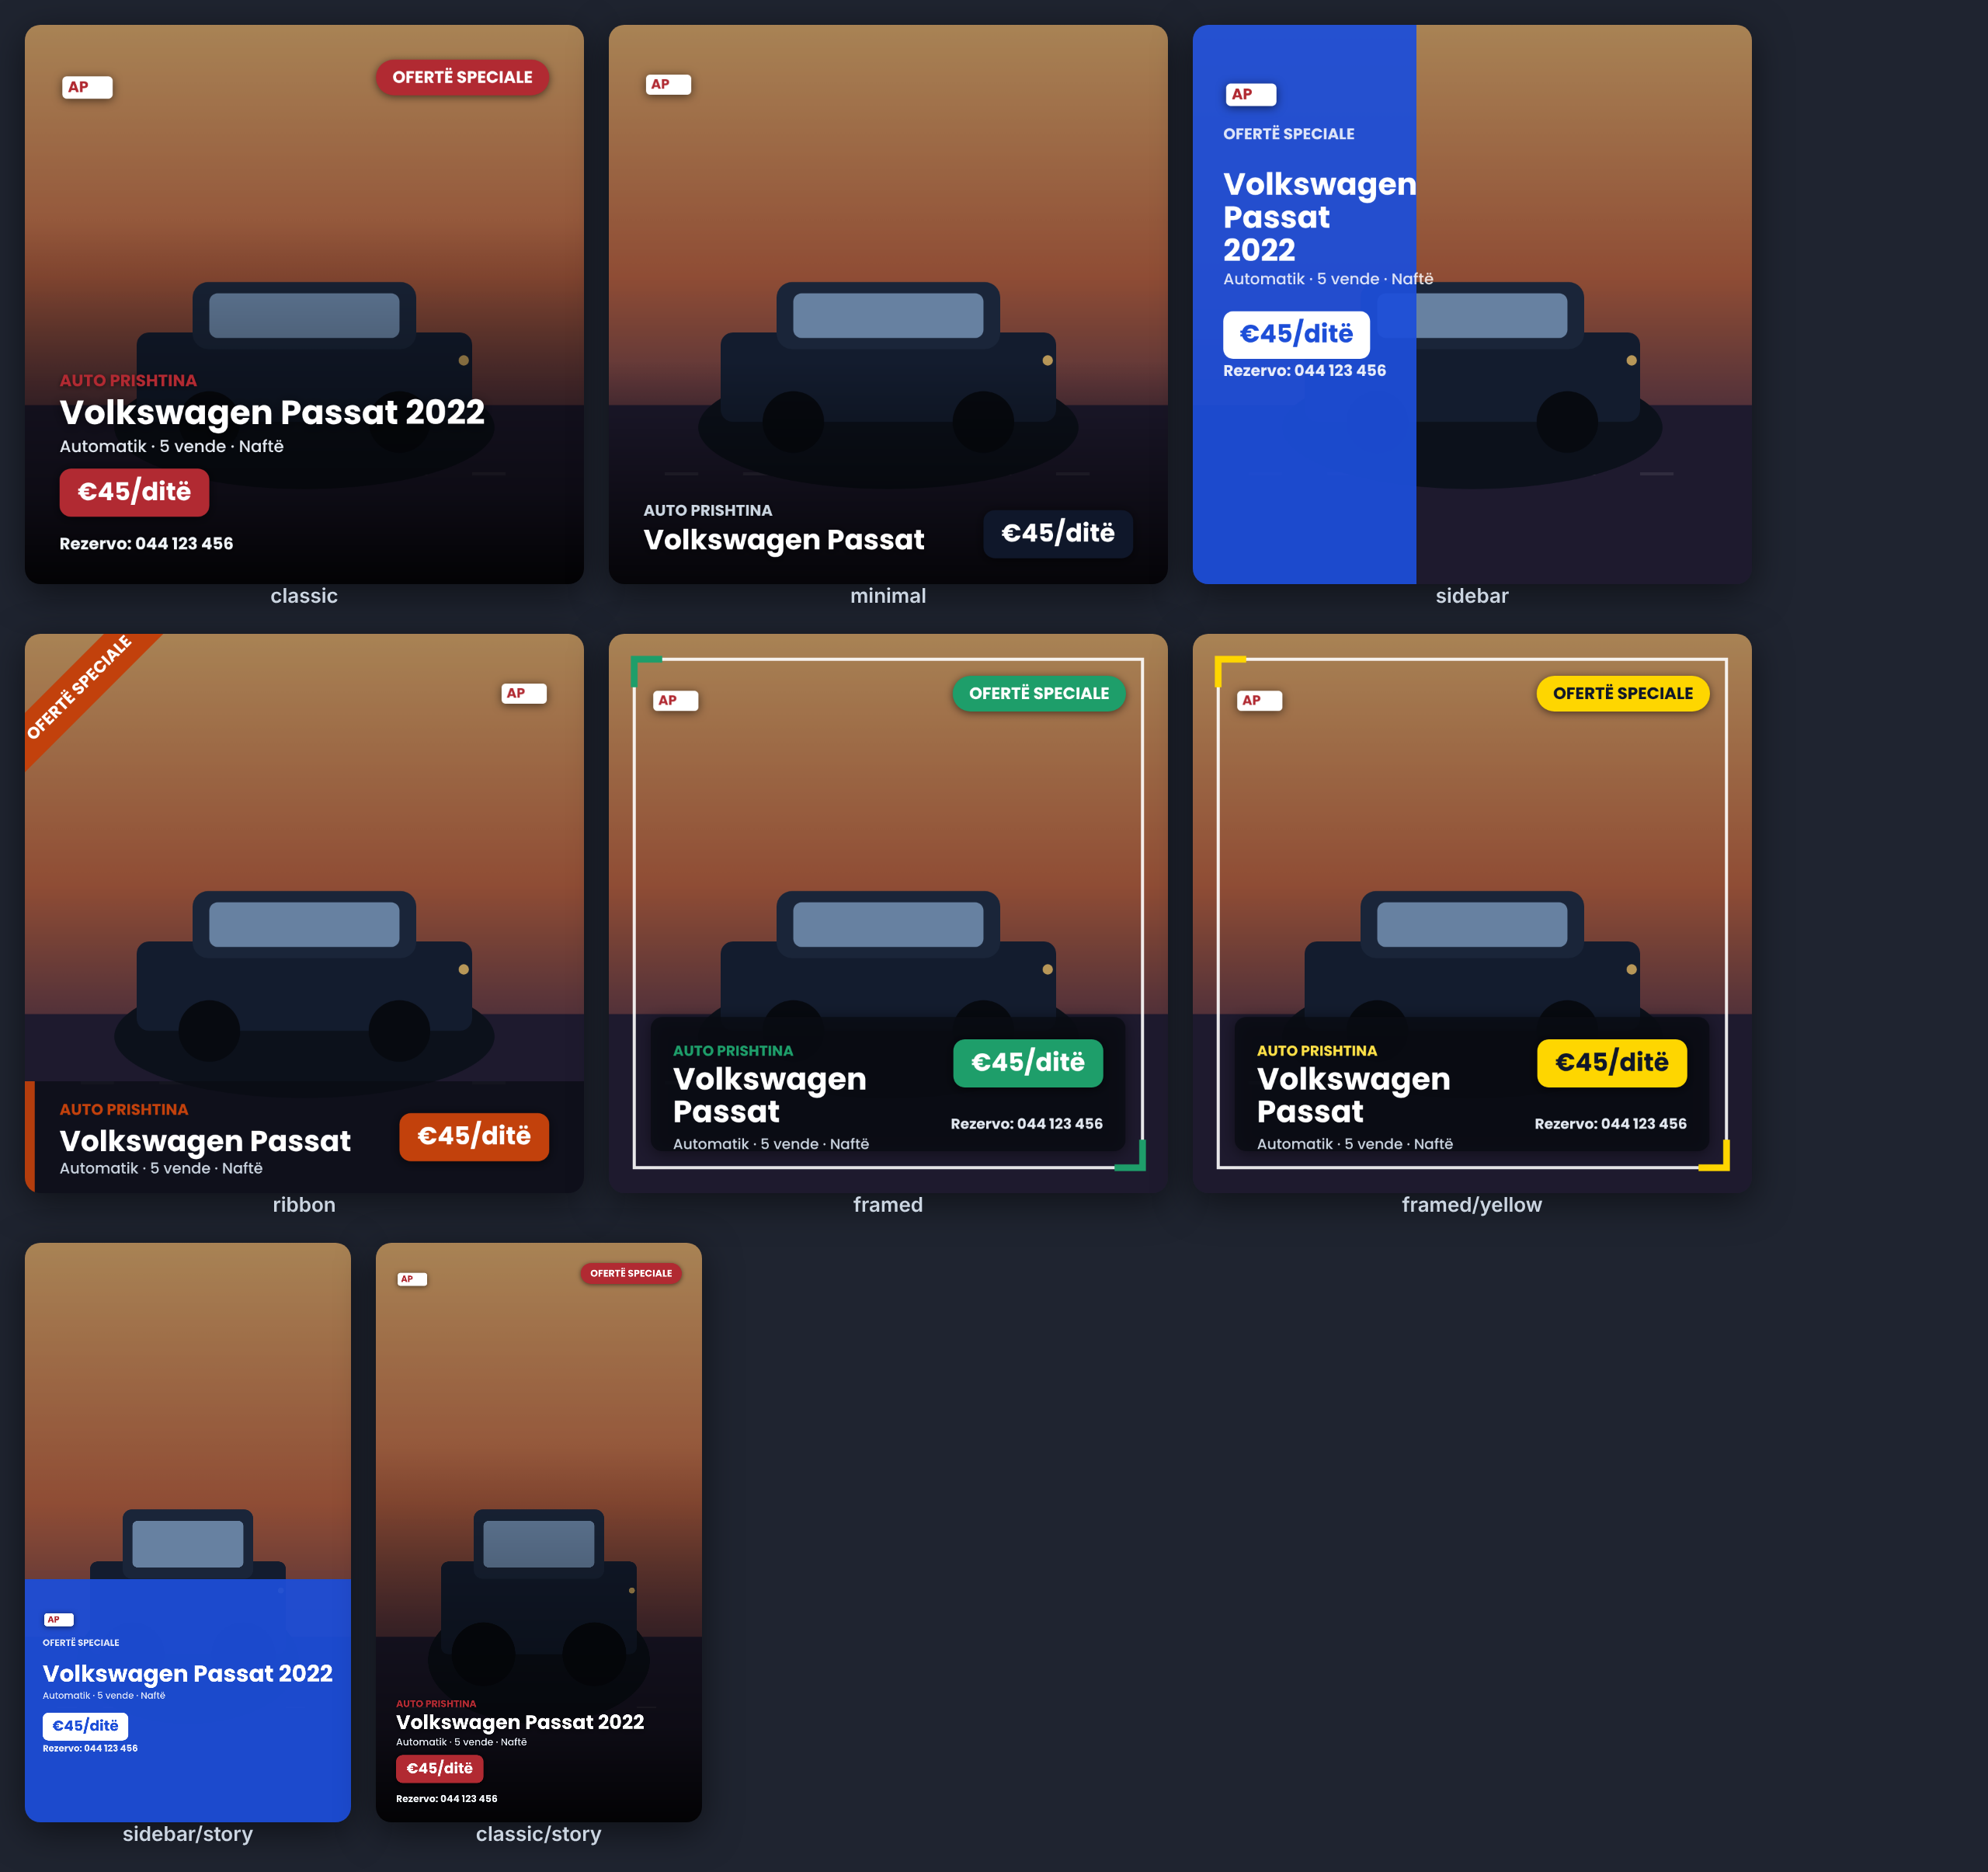 AP
OFERTË SPECIALE
AUTO PRISHTINA
Volkswagen Passat 2022
Automatik · 5 vende · Naftë
€45/ditë
Rezervo: 044 123 456
classic
AP
AUTO PRISHTINA
Volkswagen Passat
€45/ditë
minimal
AP
OFERTË SPECIALE
Volkswagen
Passat
2022
Automatik · 5 vende · Naftë
€45/ditë
Rezervo: 044 123 456
sidebar
OFERTË SPECIALE
AP
AUTO PRISHTINA
Volkswagen Passat
Automatik · 5 vende · Naftë
€45/ditë
ribbon
AP
OFERTË SPECIALE
AUTO PRISHTINA
Volkswagen
Passat
Automatik · 5 vende · Naftë
€45/ditë
Rezervo: 044 123 456
framed
AP
OFERTË SPECIALE
AUTO PRISHTINA
Volkswagen
Passat
Automatik · 5 vende · Naftë
€45/ditë
Rezervo: 044 123 456
framed/yellow
AP
OFERTË SPECIALE
Volkswagen Passat 2022
Automatik · 5 vende · Naftë
€45/ditë
Rezervo: 044 123 456
sidebar/story
AP
OFERTË SPECIALE
AUTO PRISHTINA
Volkswagen Passat 2022
Automatik · 5 vende · Naftë
€45/ditë
Rezervo: 044 123 456
classic/story